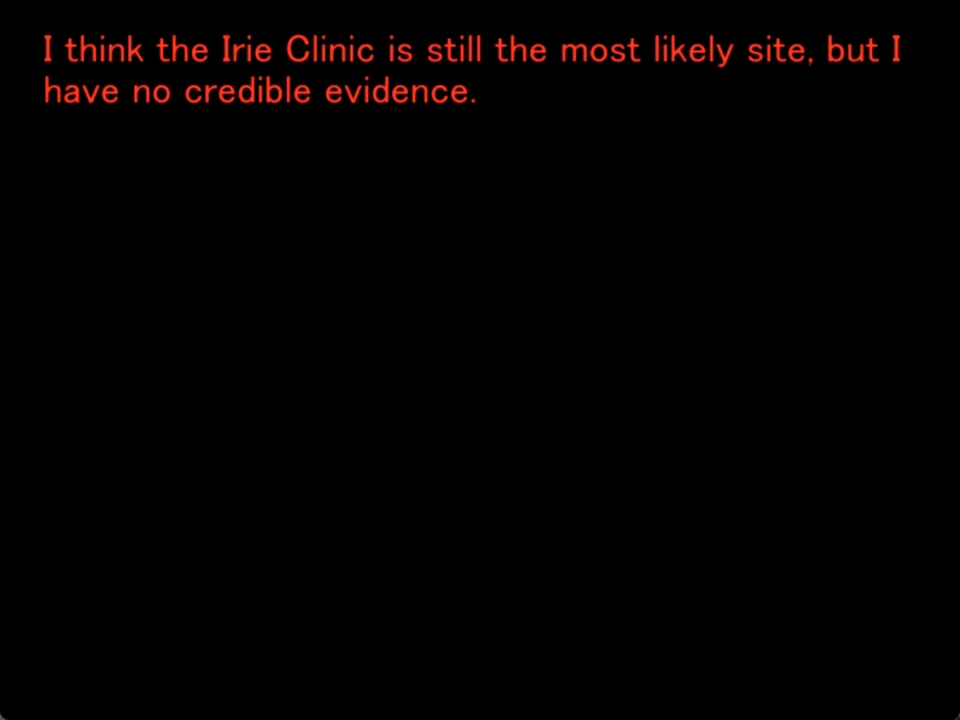 I think the Irie Clinic is still the most likely site, but I
have no credible evidence.